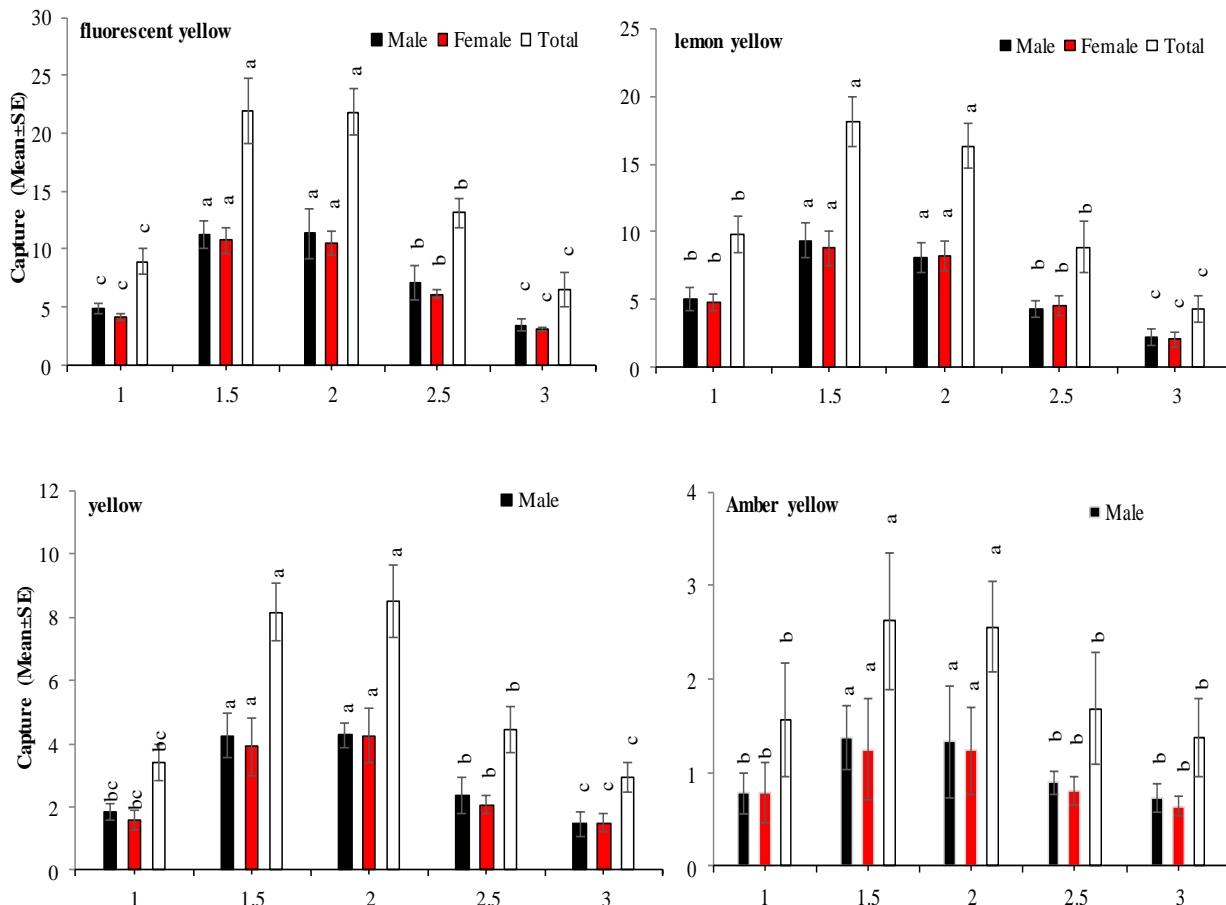 fluorescent yellow
Male Female Total
Capture (Mean±SE)
30
25
20
15
10
5
0
c c c
a a a
a a a
b b b
c c c
1 1.5 2 2.5 3
lemon yellow
Male Female Total
25
20
15
10
5
0
b b b
a a a
a a a
b b b
c c c
1 1.5 2 2.5 3
yellow
Male
Capture (Mean±SE)
12
10
8
6
4
2
0
bc bc bc
a a a
a a a
b b b
c c c
1 1.5 2 2.5 3
Amber yellow
Male
4
3
2
1
0
b b b
a a a
a a a
b b b
b b b
1 1.5 2 2.5 3